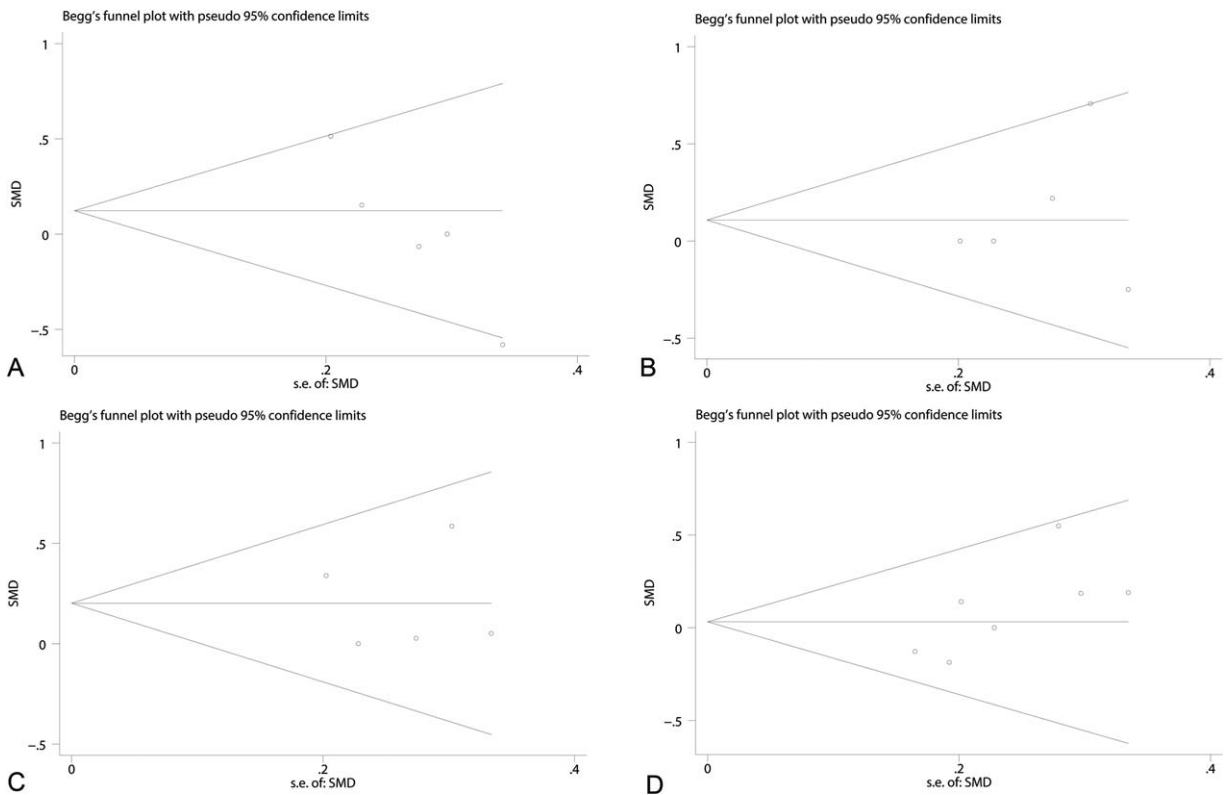 Begg's funnel plot with pseudo 95% confidence limits
1
.5
0
−.5
SMD
0
.2
.4
s.e. of: SMD
A
Begg's funnel plot with pseudo 95% confidence limits
1
.5
0
−.5
SMD
0
.2
.4
s.e. of: SMD
B
Begg's funnel plot with pseudo 95% confidence limits
1
.5
0
−.5
SMD
0
.2
.4
s.e. of: SMD
C
Begg's funnel plot with pseudo 95% confidence limits
1
.5
0
−.5
SMD
0
.2
.4
s.e. of: SMD
D